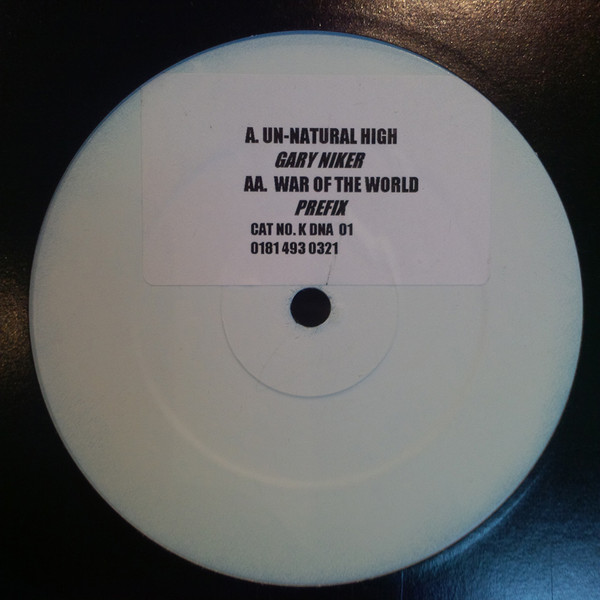 A. UN-NATURAL HIGH
GARY NIKER
AA. WAR OF THE WORLD
PREFIX
CAT NO. K DNA 01
0181 493 0321